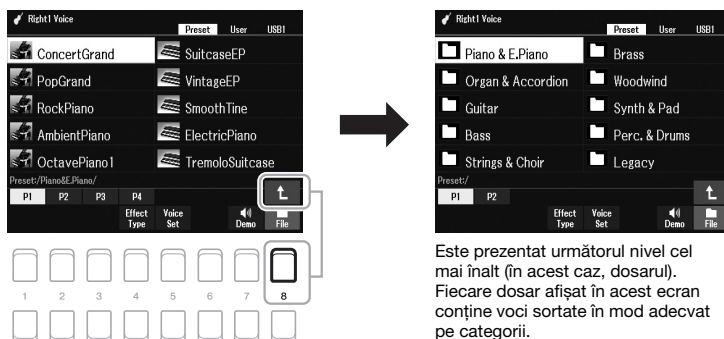 Right1 Voice
Preset User USB1
ConcertGrand SuitcaseEP
PopGrand VintageEP
RockPiano SmoothTine
AmbientPiano ElectricPiano
OctavePiano1 TremoloSuitcase
Preset:/Piano&E.Piano/
P1 P2 P3 P4
Effect Type Voice Set Demo File
1 2 3 4 5 6 7 8
Right1 Voice
Preset User USB1
Piano & E.Piano Brass
Organ & Accordion Woodwind
Guitar Synth & Pad
Bass Perc. & Drums
Strings & Choir Legacy
Preset:/
P1 P2
Effect Type Voice Set Demo File
Este prezentat următorul nivel cel
mai înalt (în acest caz, dosarul).
Fiecare dosar afișat în acest ecran
conține voci sortate în mod adecvat
pe categorii.